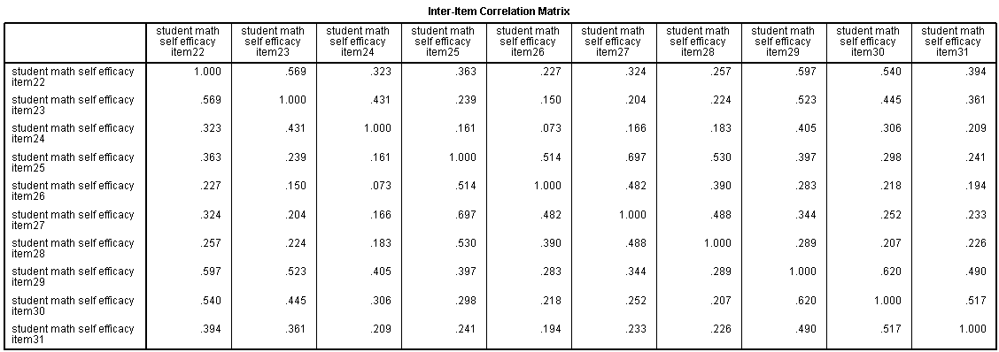 Inter-Item Correlation Matrix
student math self efficacy item22 student math self efficacy item23 student math self efficacy item24 student math self efficacy item25 student math self efficacy item26 student math self efficacy item27 student math self efficacy item28 student math self efficacy item29 student math self efficacy item30 student math self efficacy item31
student math self efficacy item22 1.000 .569 .323 .363 .227 .324 .257 .597 .540 .394
student math self efficacy item23 .569 1.000 .431 .239 .150 .204 .224 .523 .445 .361
student math self efficacy item24 .323 .431 1.000 .161 .073 .166 .183 .405 .306 .209
student math self efficacy item25 .363 .239 .161 1.000 .514 .697 .530 .397 .298 .241
student math self efficacy item26 .227 .150 .073 .514 1.000 .482 .390 .283 .218 .194
student math self efficacy item27 .324 .204 .166 .697 .482 1.000 .488 .344 .252 .233
student math self efficacy item28 .257 .224 .183 .530 .390 .488 1.000 .289 .207 .226
student math self efficacy item29 .597 .523 .405 .397 .283 .344 .289 1.000 .620 .490
student math self efficacy item30 .540 .445 .306 .298 .218 .252 .207 .620 1.000 .517
student math self efficacy item31 .394 .361 .209 .241 .194 .233 .226 .490 .517 1.000